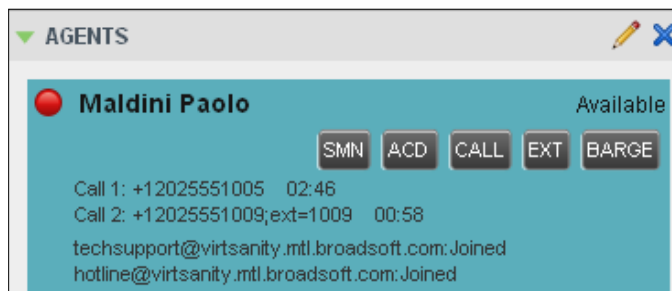 AGENTS
Maldini Paolo Available
SMN ACD CALL EXT BARGE
Call 1: +12025551005 02:46
Call 2: +12025551009;ext=1009 00:58
techsupport@virtsanity.mtl.broadsoft.com:Joined
hotline@virtsanity.mtl.broadsoft.com:Joined